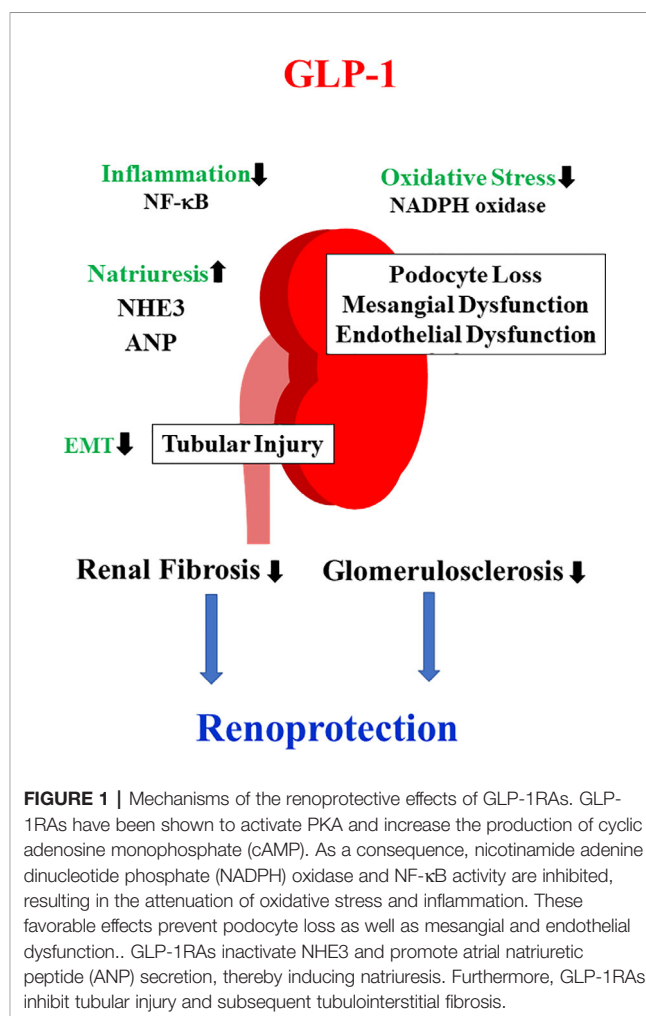 GLP-1
Inflammation⬇
NF-κB
Oxidative Stress⬇
NADPH oxidase
Natriuresis⬆
NHE3
ANP
Podocyte Loss
Mesangial Dysfunction
Endothelial Dysfunction
EMT⬇
Tubular Injury
Renal Fibrosis⬇
Glomerulosclerosis⬇
Renoprotection
FIGURE 1 | Mechanisms of the renoprotective effects of GLP-1RAs. GLP-
1RAs have been shown to activate PKA and increase the production of cyclic
adenosine monophosphate (cAMP). As a consequence, nicotinamide adenine
dinucleotide phosphate (NADPH) oxidase and NF-κB activity are inhibited,
resulting in the attenuation of oxidative stress and inflammation. These
favorable effects prevent podocyte loss as well as mesangial and endothelial
dysfunction.. GLP-1RAs inactivate NHE3 and promote atrial natriuretic
peptide (ANP) secretion, thereby inducing natriuresis. Furthermore, GLP-1RAs
inhibit tubular injury and subsequent tubulointerstitial fibrosis.